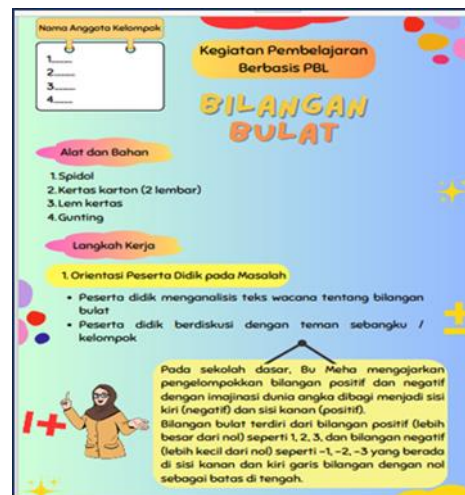 Nama Anggota Kelompok
1.......
2.......
3.......
4.......
Kegiatan Pembelajaran
Berbasis PBL
BILANGAN
BULAT
Alat dan Bahan
1.Spidol
2.Kertas karton (2 lembar)
3.Lem kertas
4.Gunting
Langkah Kerja
1. Orientasi Peserta Didik pada Masalah
• Peserta didik menganalisis teks wacana tentang bilangan
bulat
• Peserta didik berdiskusi dengan teman sebangku /
kelompok
Pada sekolah dasar, Bu Meha mengajarkan
pengelompokkan bilangan positif dan negatif
dengan imajinasi dunia angka dibagi menjadi sisi
kiri (negatif) dan sisi kanan (positif).
Bilangan bulat terdiri dari bilangan positif (lebih
besar dari nol) seperti 1, 2, 3, dan bilangan negatif
(lebih kecil dari nol) seperti –1, –2, –3 yang berada
di sisi kanan dan kiri garis bilangan dengan nol
sebagai batas di tengah.